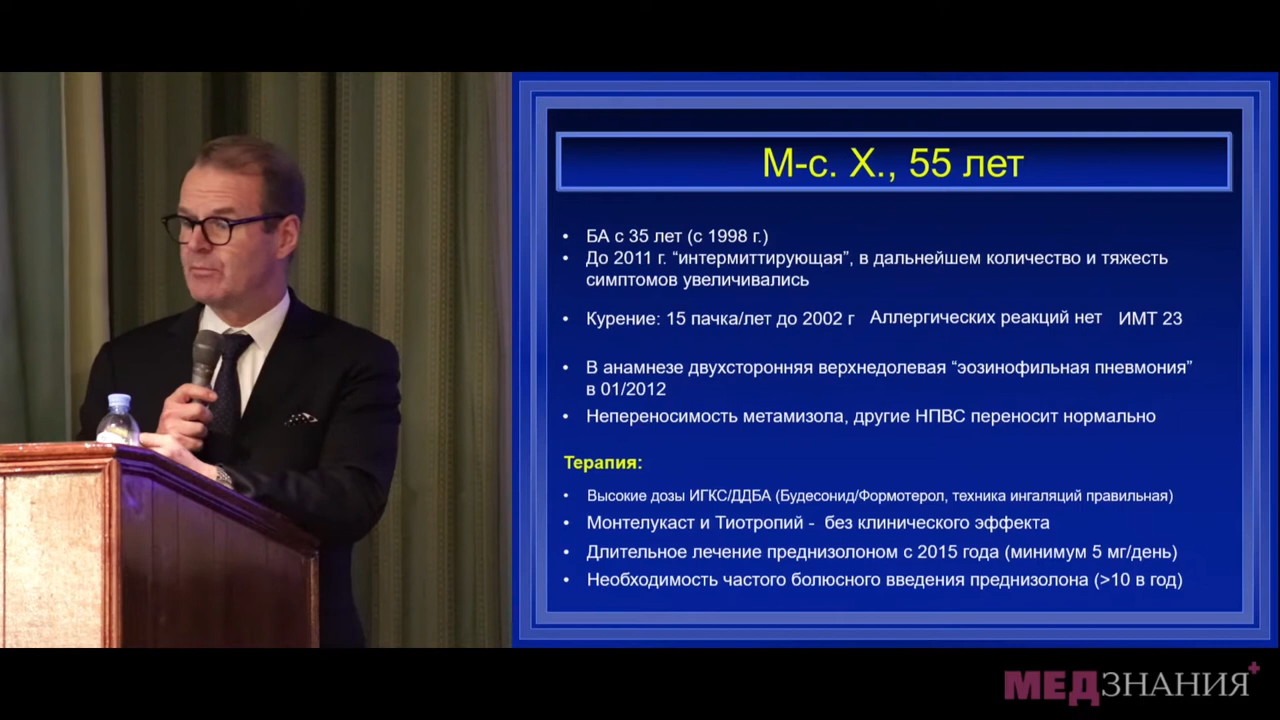 М-с. Х., 55 лет
• БА с 35 лет (с 1998 г.)
• До 2011 г. “интермиттирующая”, в дальнейшем количество и тяжесть
симптомов увеличивались
• Курение: 15 пачка/лет до 2002 г Аллергических реакций нет ИМТ 23
• В анамнезе двухсторонняя верхнедолевая “эозинофильная пневмония”
в 01/2012
• Непереносимость метамизола, другие НПВС переносит нормально
Терапия:
• Высокие дозы ИГКС/ДДБА (Будесонид/Формотерол, техника ингаляций правильная)
• Монтелукаст и Тиотропий - без клинического эффекта
• Длительное лечение преднизолоном с 2015 года (минимум 5 мг/день)
• Необходимость частого болюсного введения преднизолона (>10 в год)
МЕДЗНАНИЯ+